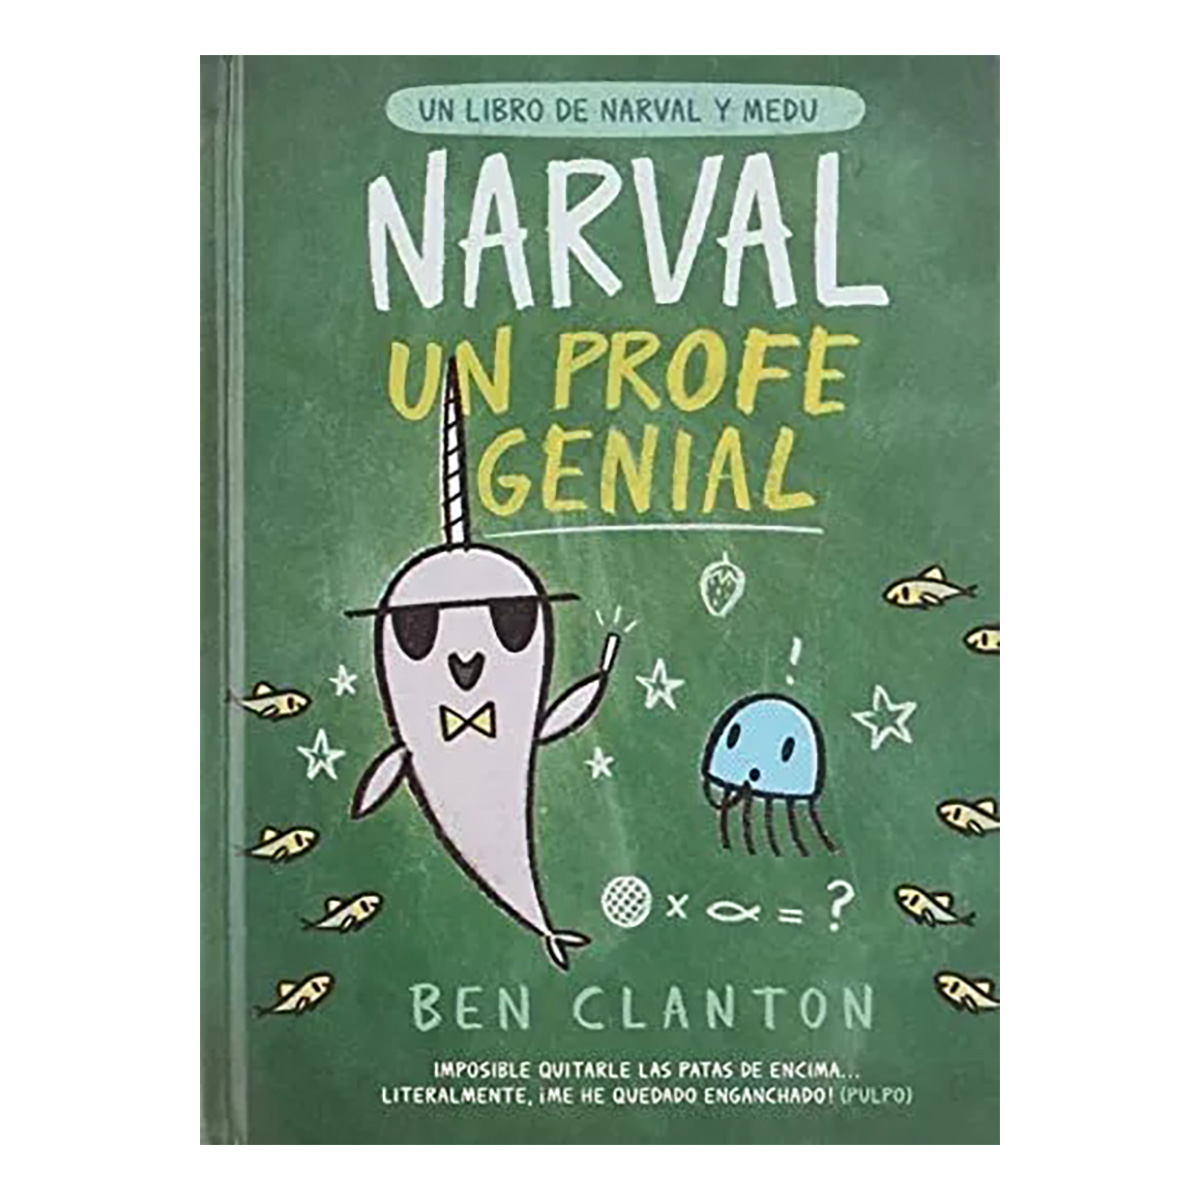 UN LIBRO DE NARVAL Y MEDU
NARVAL
UN PROFE
GENIAL
!
x = ?
BEN CLANTON
IMPOSIBLE QUITARLE LAS PATAS DE ENCIMA...
LITERALMENTE, ¡ME HE QUEDADO ENGANCHADO! (PULPO)